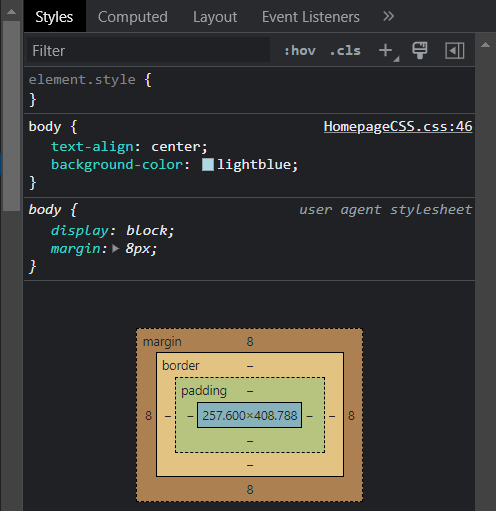 Styles Computed Layout Event Listeners »
Filter :hov .cls +
element.style {
}
body { HomepageCSS.css:46
text-align: center;
background-color: lightblue;
}
body { user agent stylesheet
display: block;
margin: 8px;
}
margin 8
border –
padding –
8 – – 257.600×408.788 – – 8
–
–
8